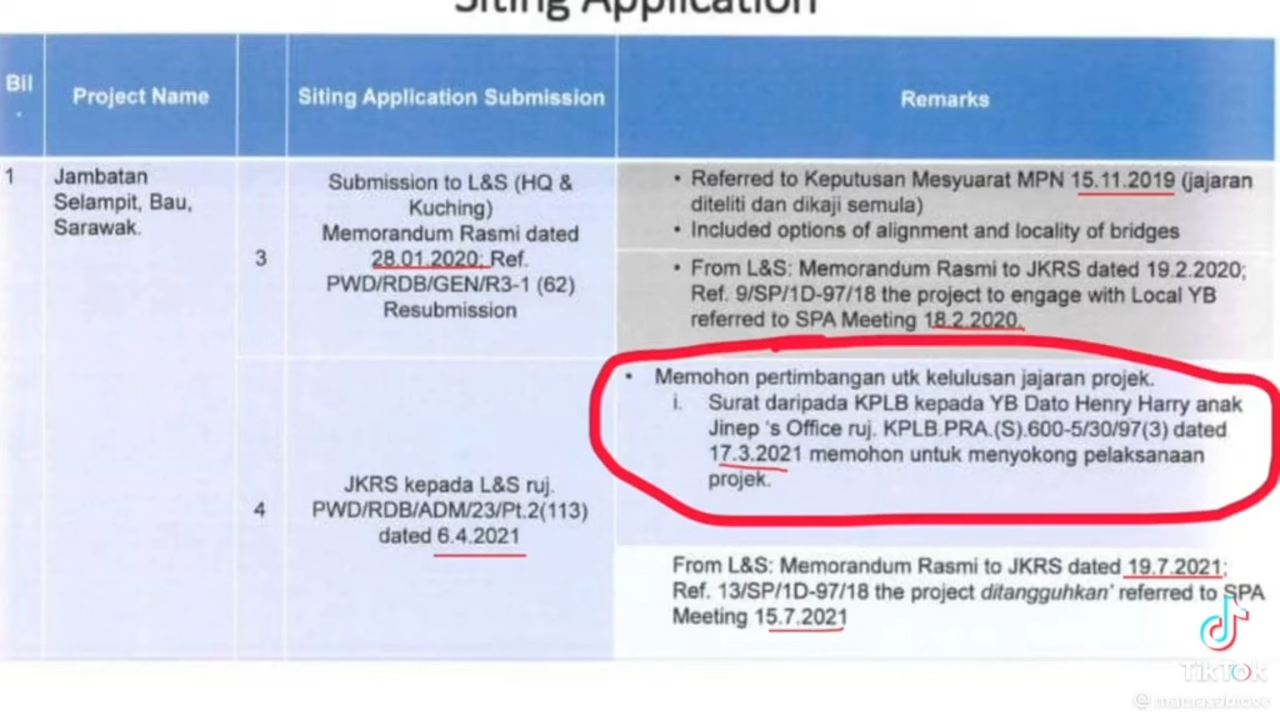 Siting Application
Bil
.
Project Name
Siting Application Submission
Remarks
1
Jambatan
Selampit, Bau,
Sarawak.
3
Submission to L&S (HQ &
Kuching)
Memorandum Rasmi dated
28.01.2020; Ref.
PWD/RDB/GEN/R3-1 (62)
Resubmission
• Referred to Keputusan Mesyuarat MPN 15.11.2019 (jajaran
diteliti dan dikaji semula)
• Included options of alignment and locality of bridges
• From L&S: Memorandum Rasmi to JKRS dated 19.2.2020;
Ref. 9/SP/1D-97/18 the project to engage with Local YB
referred to SPA Meeting 18.2.2020.
4
JKRS kepada L&S ruj.
PWD/RDB/ADM/23/Pt.2(113)
dated 6.4.2021
• Memohon pertimbangan utk kelulusan jajaran projek.
i. Surat daripada KPLB kepada YB Dato Henry Harry anak
Jinep 's Office ruj. KPLB.PRA.(S).600-5/30/97(3) dated
17.3.2021 memohon untuk menyokong pelaksanaan
projek.
From L&S: Memorandum Rasmi to JKRS dated 19.7.2021;
Ref. 13/SP/1D-97/18 the project ditangguhkan' referred to SPA
Meeting 15.7.2021
TikTok